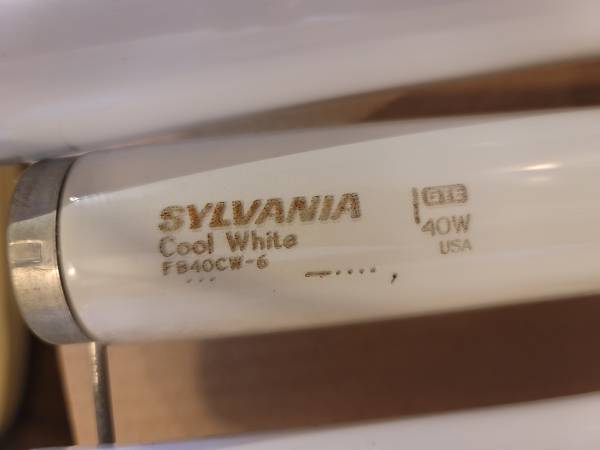 SYLVANIA
Cool White
FB40CW-6
GTE
40W
USA